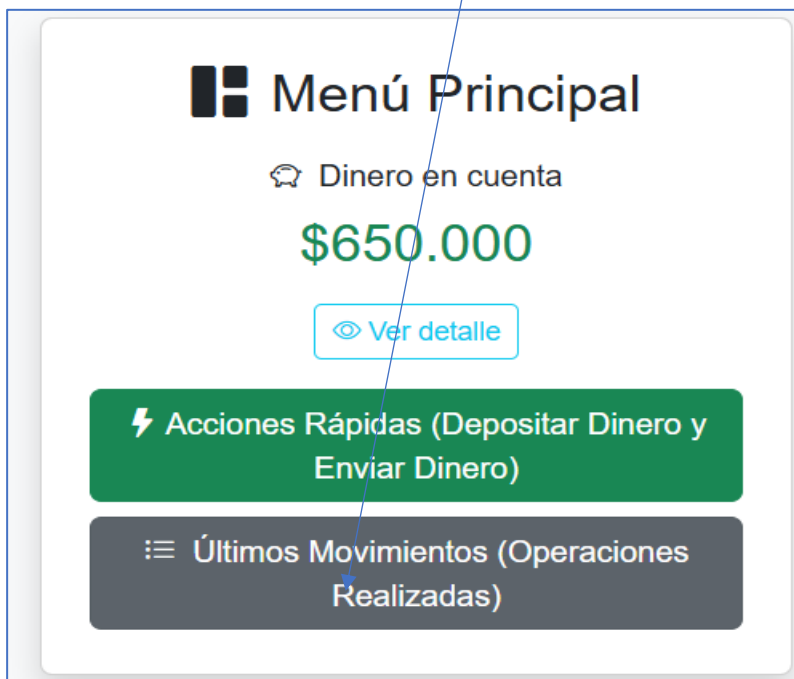 Menú Principal
Dinero en cuenta
$650.000
Ver detalle
Acciones Rápidas (Depositar Dinero y
Enviar Dinero)
Últimos Movimientos (Operaciones
Realizadas)